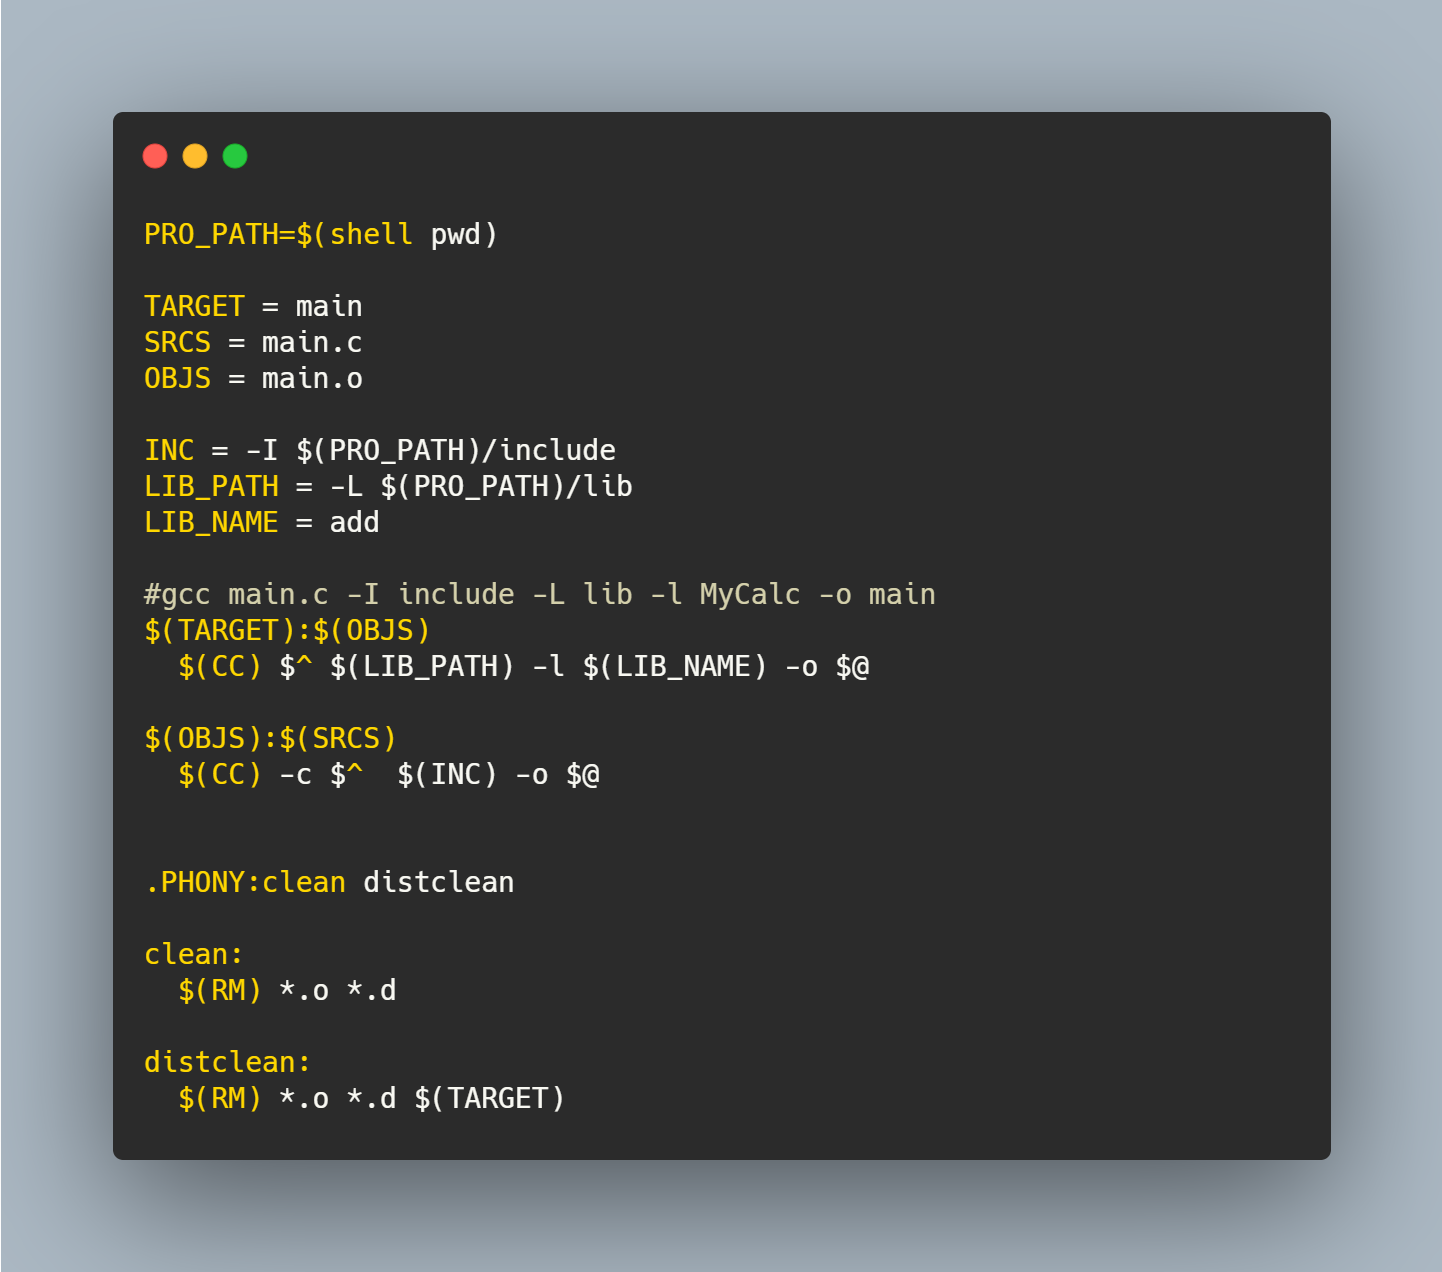 PRO_PATH=$(shell pwd)
TARGET = main
SRCS = main.c
OBJS = main.o
INC = -I $(PRO_PATH)/include
LIB_PATH = -L $(PRO_PATH)/lib
LIB_NAME = add
#gcc main.c -I include -L lib -l MyCalc -o main
$(TARGET):$(OBJS)
  $(CC) $^ $(LIB_PATH) -l $(LIB_NAME) -o $@
$(OBJS):$(SRCS)
  $(CC) -c $^  $(INC) -o $@
.PHONY:clean distclean
clean:
  $(RM) *.o *.d
distclean:
  $(RM) *.o *.d $(TARGET)